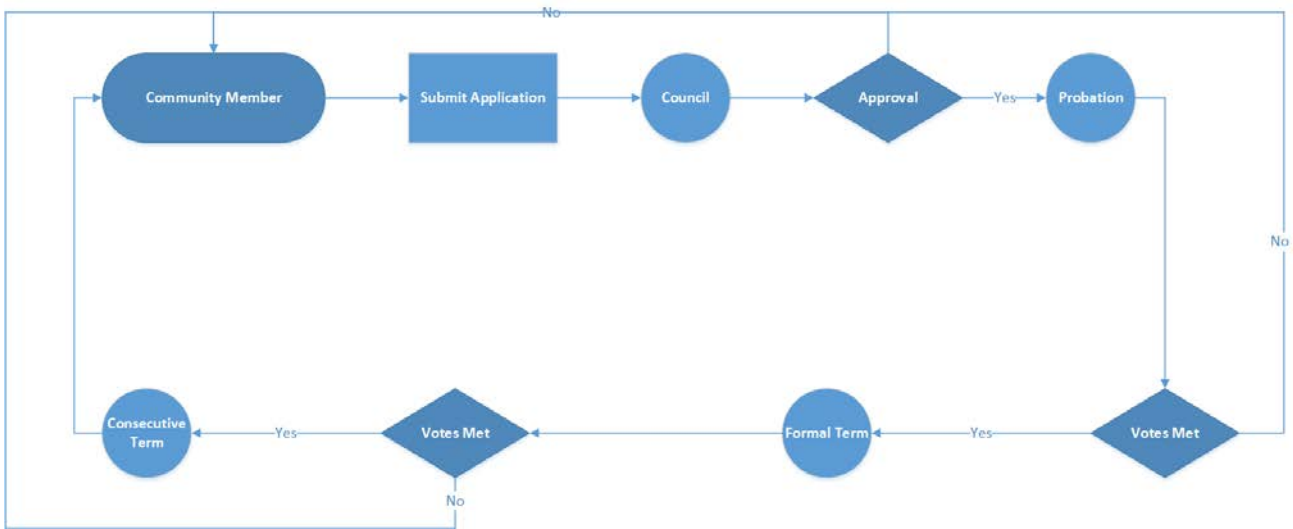 No
Community Member
Submit Application
Council
Approval
Yes
Probation
No
Consecutive
Term
Yes
Votes Met
Formal Term
Yes
Votes Met
No